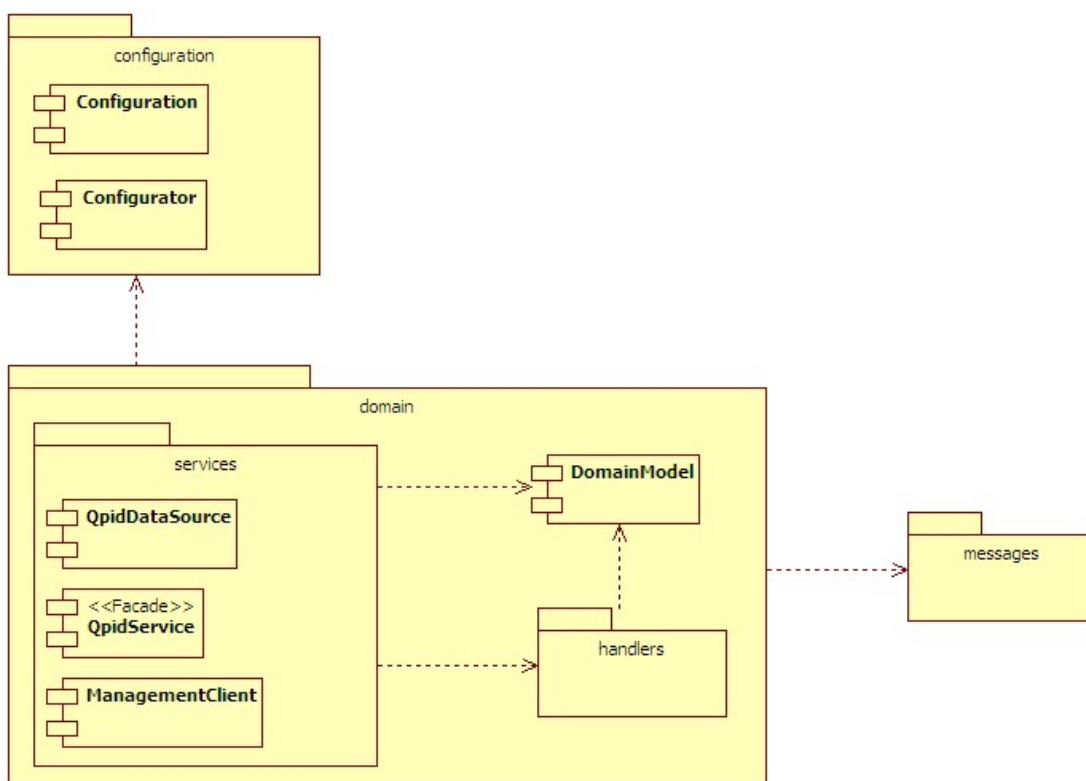 configuration
Configuration
Configurator
domain
services
QpidDataSource
<<Facade>>
QpidService
ManagementClient
DomainModel
handlers
messages